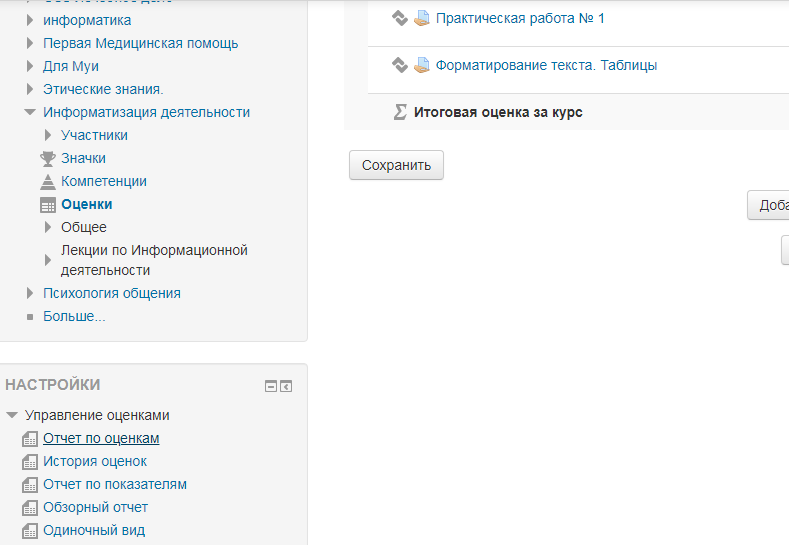 информатика
Первая Медицинская помощь
Для Муи
Этические знания.
Информатизация деятельности
Участники
Значки
Компетенции
Оценки
Общее
Лекции по Информационной
деятельности
Психология общения
Больше...
НАСТРОЙКИ
Управление оценками
Отчет по оценкам
История оценок
Отчет по показателям
Обзорный отчет
Одиночный вид
Практическая работа № 1
Форматирование текста. Таблицы
Итоговая оценка за курс
Сохранить
Доба